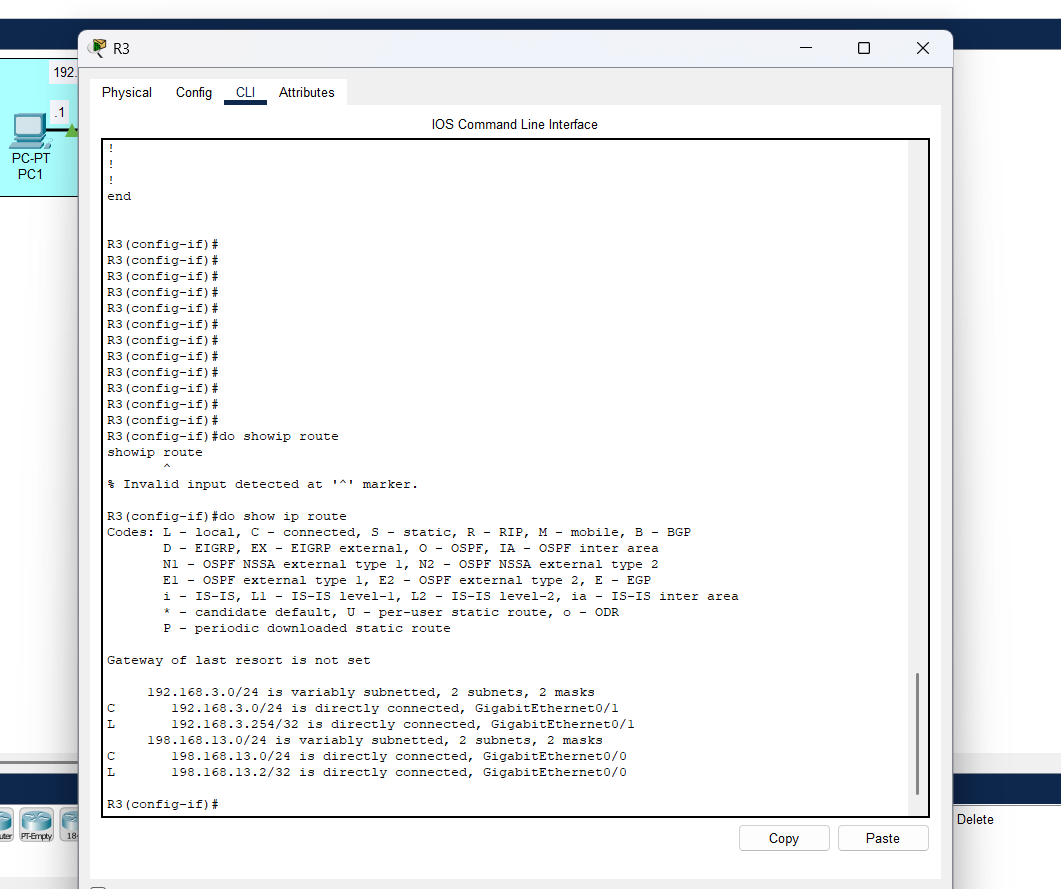 R3
192.
Physical Config CLI Attributes
IOS Command Line Interface
.1
PC-PT
PC1
!
!
!
end
R3(config-if)#
R3(config-if)#
R3(config-if)#
R3(config-if)#
R3(config-if)#
R3(config-if)#
R3(config-if)#
R3(config-if)#
R3(config-if)#
R3(config-if)#
R3(config-if)#
R3(config-if)#
R3(config-if)#do showip route
showip route
^
% Invalid input detected at '^' marker.
R3(config-if)#do show ip route
Codes: L - local, C - connected, S - static, R - RIP, M - mobile, B - BGP
D - EIGRP, EX - EIGRP external, O - OSPF, IA - OSPF inter area
N1 - OSPF NSSA external type 1, N2 - OSPF NSSA external type 2
E1 - OSPF external type 1, E2 - OSPF external type 2, E - EGP
i - IS-IS, L1 - IS-IS level-1, L2 - IS-IS level-2, ia - IS-IS inter area
* - candidate default, U - per-user static route, o - ODR
P - periodic downloaded static route
Gateway of last resort is not set
192.168.3.0/24 is variably subnetted, 2 subnets, 2 masks
C 192.168.3.0/24 is directly connected, GigabitEthernet0/1
L 192.168.3.254/32 is directly connected, GigabitEthernet0/1
198.168.13.0/24 is variably subnetted, 2 subnets, 2 masks
C 198.168.13.0/24 is directly connected, GigabitEthernet0/0
L 198.168.13.2/32 is directly connected, GigabitEthernet0/0
R3(config-if)#
Copy Paste
Delete
uter PT-Empty 18